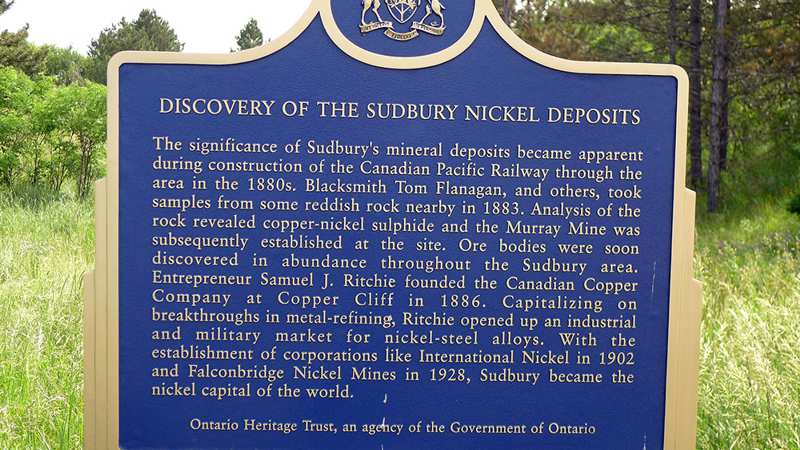 DISCOVERY OF THE SUDBURY NICKEL DEPOSITS
The significance of Sudbury's mineral deposits became apparent
during construction of the Canadian Pacific Railway through the
area in the 1880s. Blacksmith Tom Flanagan, and others, took
samples from some reddish rock nearby in 1883. Analysis of the
rock revealed copper-nickel sulphide and the Murray Mine was
subsequently established at the site. Ore bodies were soon
discovered in abundance throughout the Sudbury area.
Entrepreneur Samuel J. Ritchie founded the Canadian Copper
Company at Copper Cliff in 1886. Capitalizing on
breakthroughs in metal-refining, Ritchie opened up an industrial
and military market for nickel-steel alloys. With the
establishment of corporations like International Nickel in 1902
and Falconbridge Nickel Mines in 1928, Sudbury became the
nickel capital of the world.
Ontario Heritage Trust, an agency of the Government of Ontario